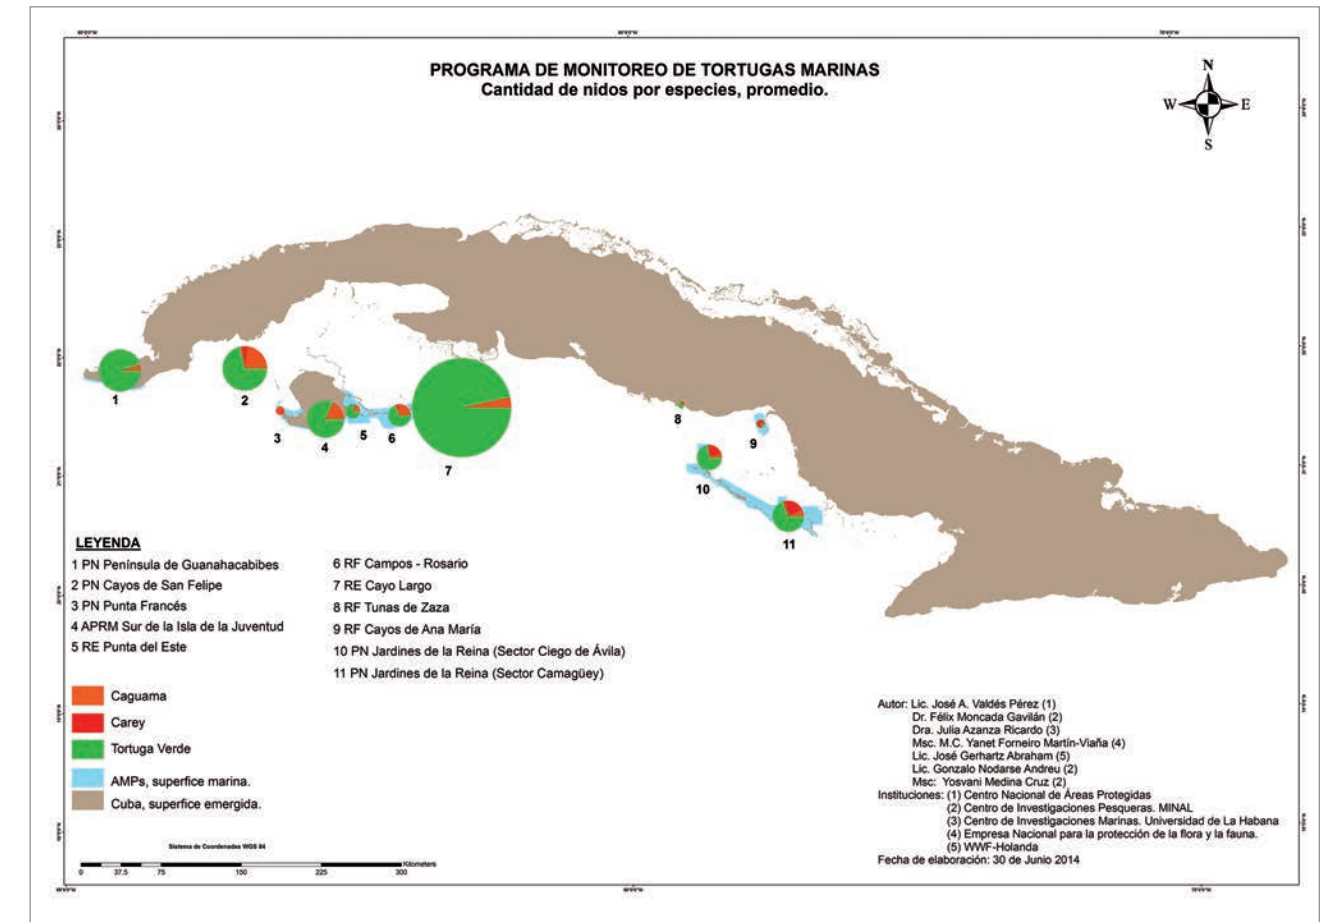 PROGRAMA DE MONITOREO DE TORTUGAS MARINAS
Cantidad de nidos por especies, promedio.
N
W
E
S
1
2
3
4
5
6
7
8
9
10
11
LEYENDA
1 PN Península de Guanahacabibes
2 PN Cayos de San Felipe
3 PN Punta Francés
4 APRM Sur de la Isla de la Juventud
5 RE Punta del Este
6 RF Campos - Rosario
7 RE Cayo Largo
8 RF Tunas de Zaza
9 RF Cayos de Ana María
10 PN Jardines de la Reina (Sector Ciego de Ávila)
11 PN Jardines de la Reina (Sector Camagüey)
Caguama
Carey
Tortuga Verde
AMPs, superfice marina.
Cuba, superfice emergida.
Sistema de Coordenadas WGS 84
Kilometers
0 37.5 75 150 225 300
Autor: Lic. José A. Valdés Pérez (1)
Dr. Félix Moncada Gavilán (2)
Dra. Julia Azanza Ricardo (3)
Msc. M.C. Yanet Forneiro Martín-Viaña (4)
Lic. José Gerhartz Abraham (5)
Lic. Gonzalo Nodarse Andreu (2)
Msc: Yosvani Medina Cruz (2)
Instituciones: (1) Centro Nacional de Áreas Protegidas
(2) Centro de Investigaciones Pesqueras. MINAL
(3) Centro de Investigaciones Marinas. Universidad de La Habana
(4) Empresa Nacional para la protección de la flora y la fauna.
(5) WWF-Holanda
Fecha de elaboración: 30 de Junio 2014